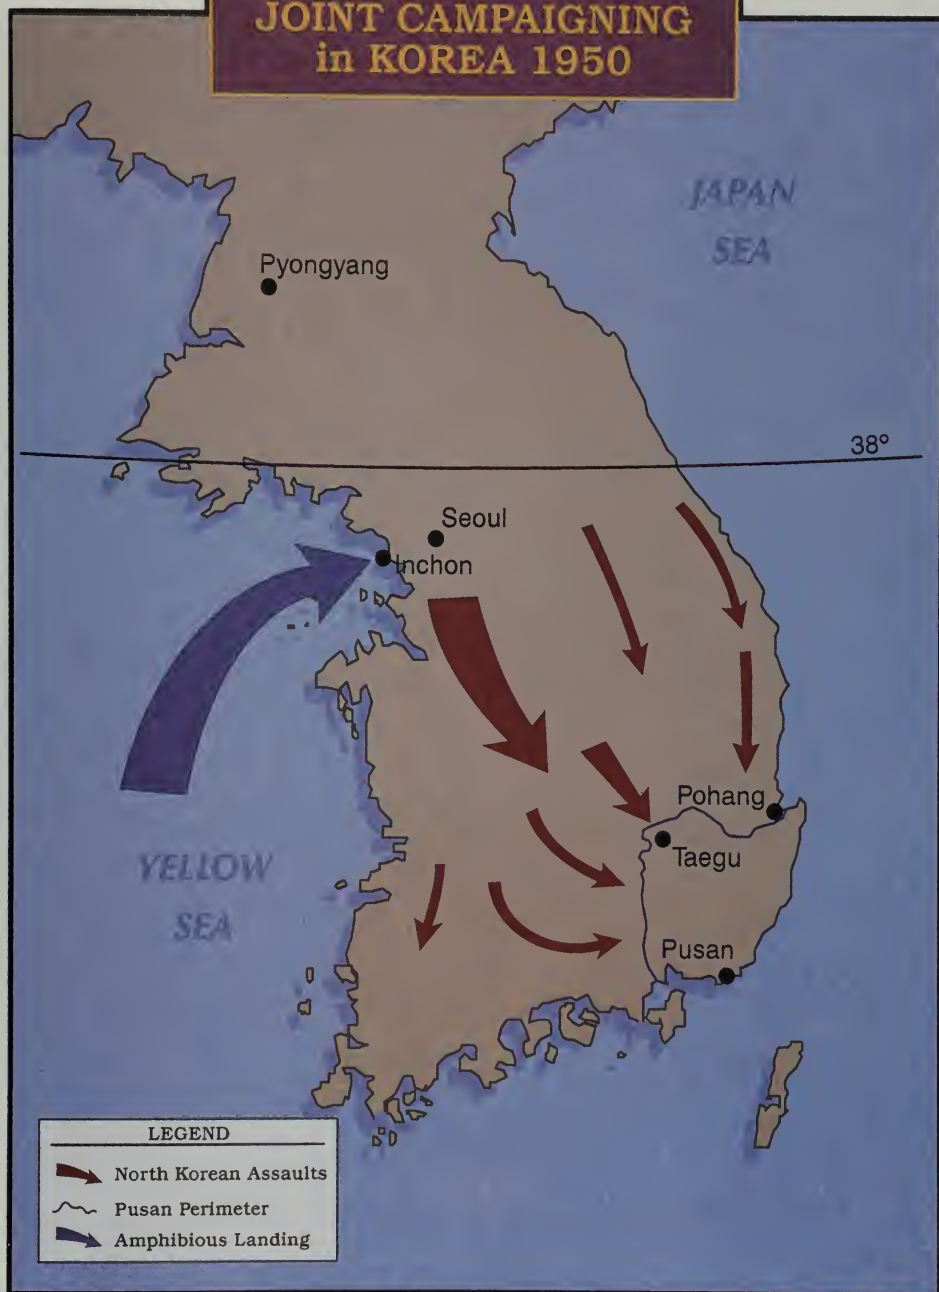 JOINT CAMPAIGNING
in KOREA 1950
JAPAN
SEA
Pyongyang
38°
Seoul
Inchon
Pohang
Taegu
YELLOW
SEA
Pusan
LEGEND
North Korean Assaults
Pusan Perimeter
Amphibious Landing